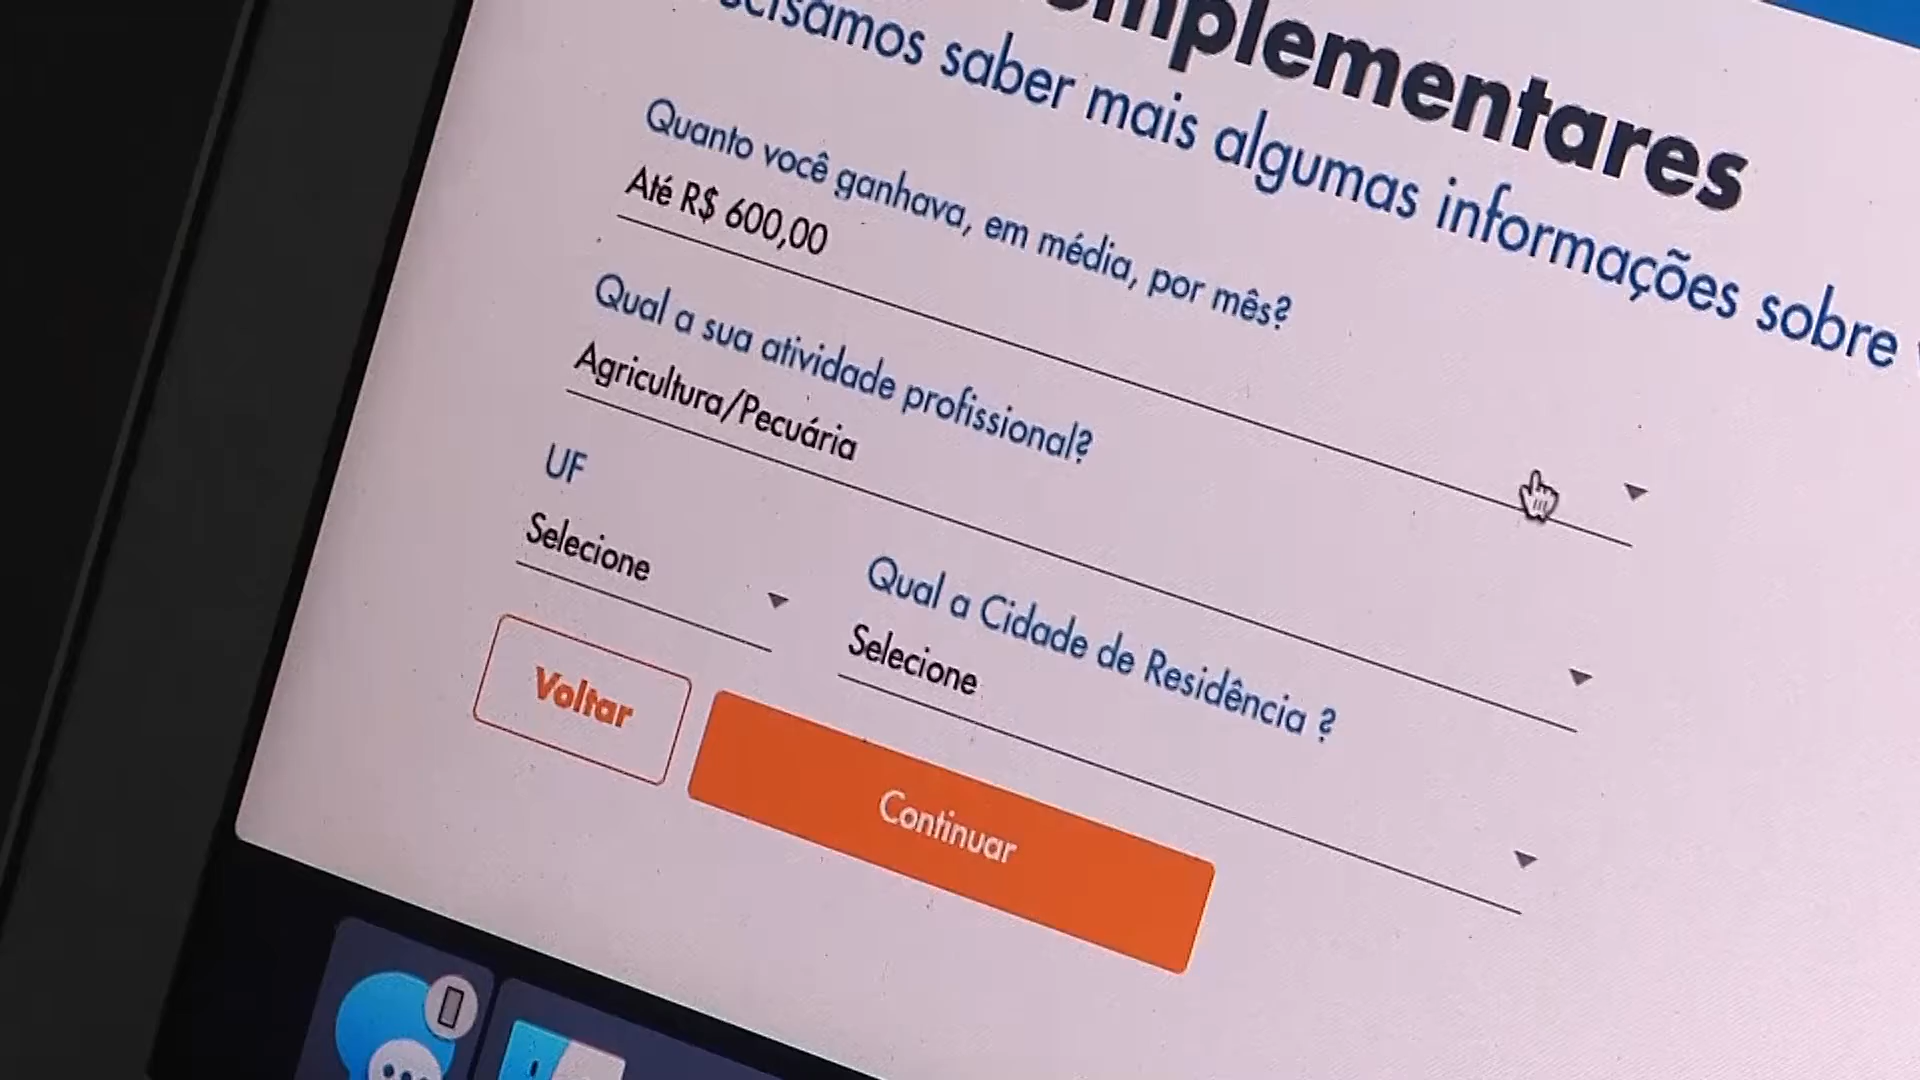 mplementares
cisamos saber mais algumas informações sobre
Quanto você ganhava, em média, por mês?
Até R$ 600,00
Qual a sua atividade profissional?
Agricultura/Pecuária
UF
Selecione
Qual a Cidade de Residência ?
Selecione
Voltar
Continuar